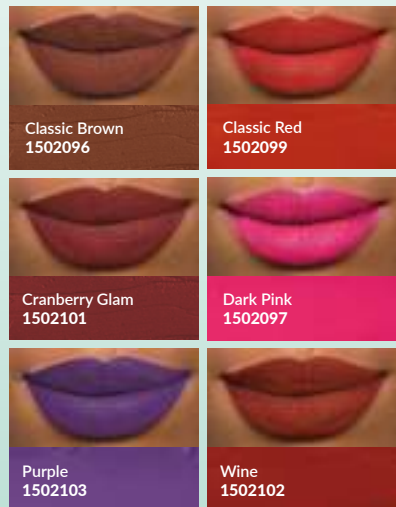 Classic Brown
1502096
Classic Red
1502099
Cranberry Glam
1502101
Dark Pink
1502097
Purple
1502103
Wine
1502102